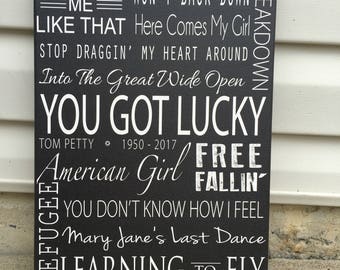 ME
LIKE THAT
Here Comes My Girl
STOP DRAGGIN' MY HEART AROUND
Into The Great Wide Open
YOU GOT LUCKY
TOM PETTY • 1950 - 2017
American Girl
FREE
FALLIN'
YOU DON'T KNOW HOW I FEEL
Mary Jane's Last Dance
LEARNING TO FLY